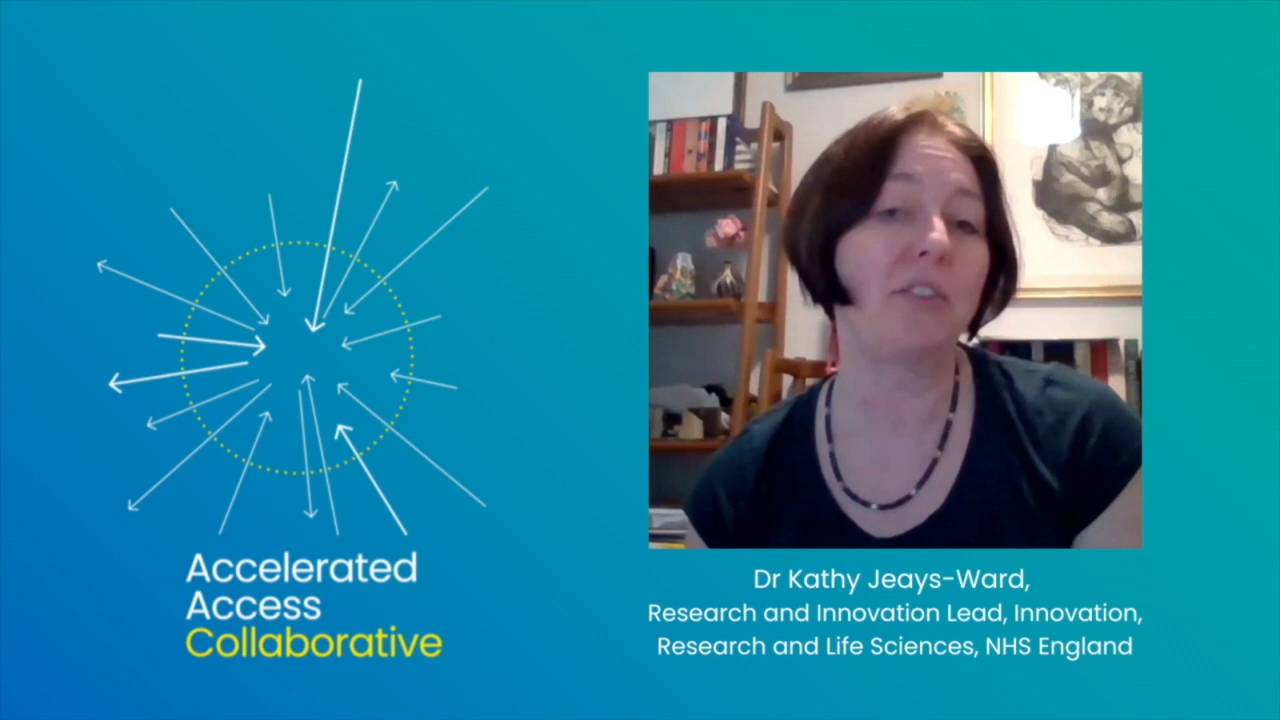 Accelerated
Access
Collaborative
Dr Kathy Jeays-Ward,
Research and Innovation Lead, Innovation,
Research and Life Sciences, NHS England